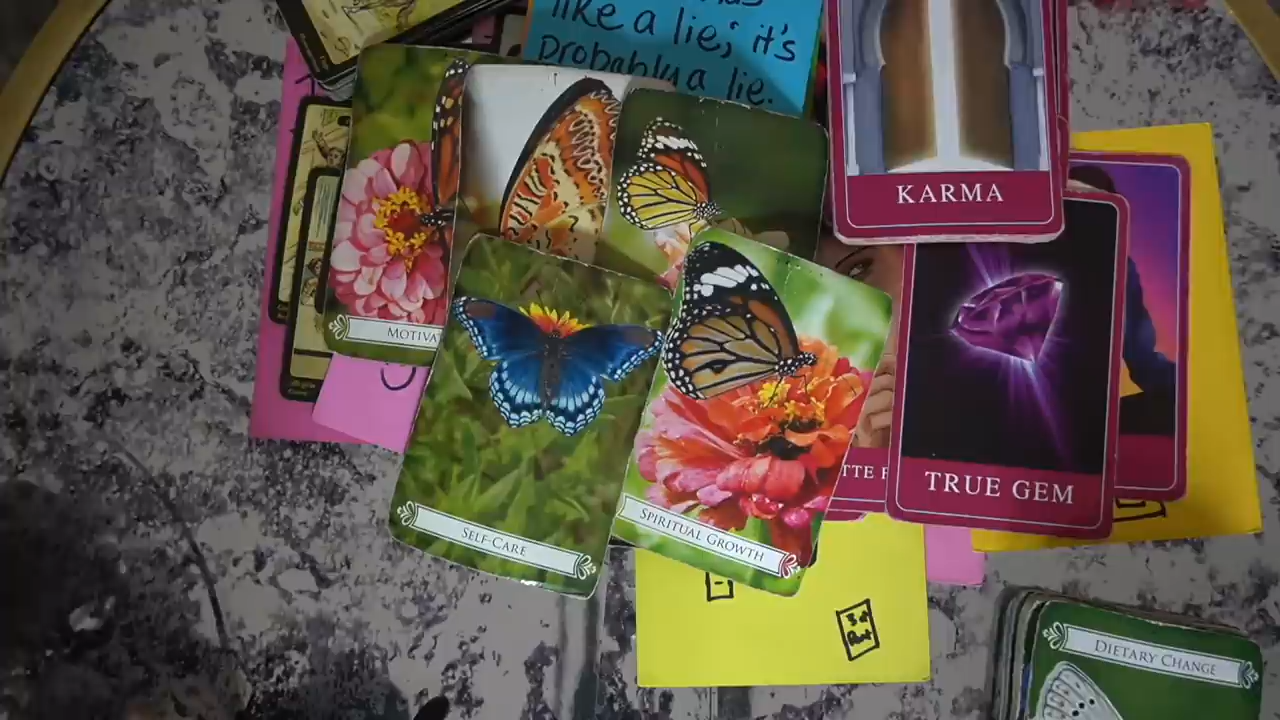 like a lie; it's
probably a lie.
KARMA
MOTIVA
TRUE GEM
SELF-CARE
SPIRITUAL GROWTH
DIETARY CHANGE